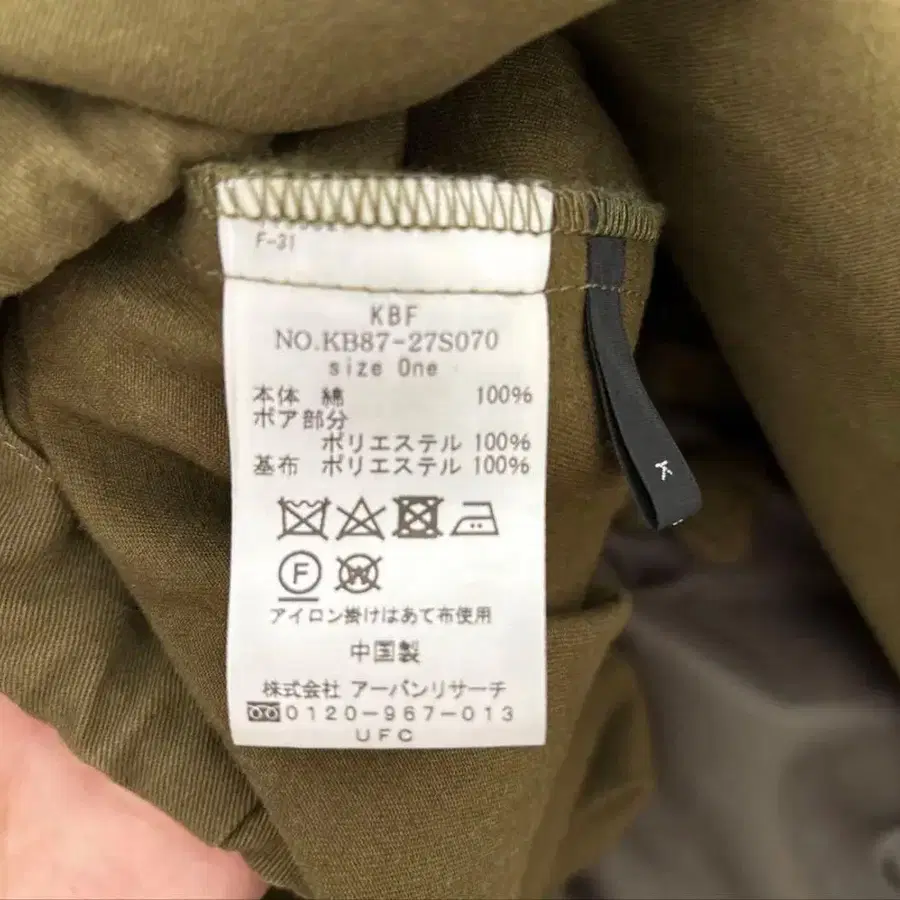 F-31
KBF
NO.KB87-27S070
size One
本体 綿 100%
ボア部分
ポリエステル 100%
基布 ポリエステル 100%
F
W
アイロン掛けはあて布使用
中国製
株式会社 アーバンリサーチ
0120-967-013
UFC
K